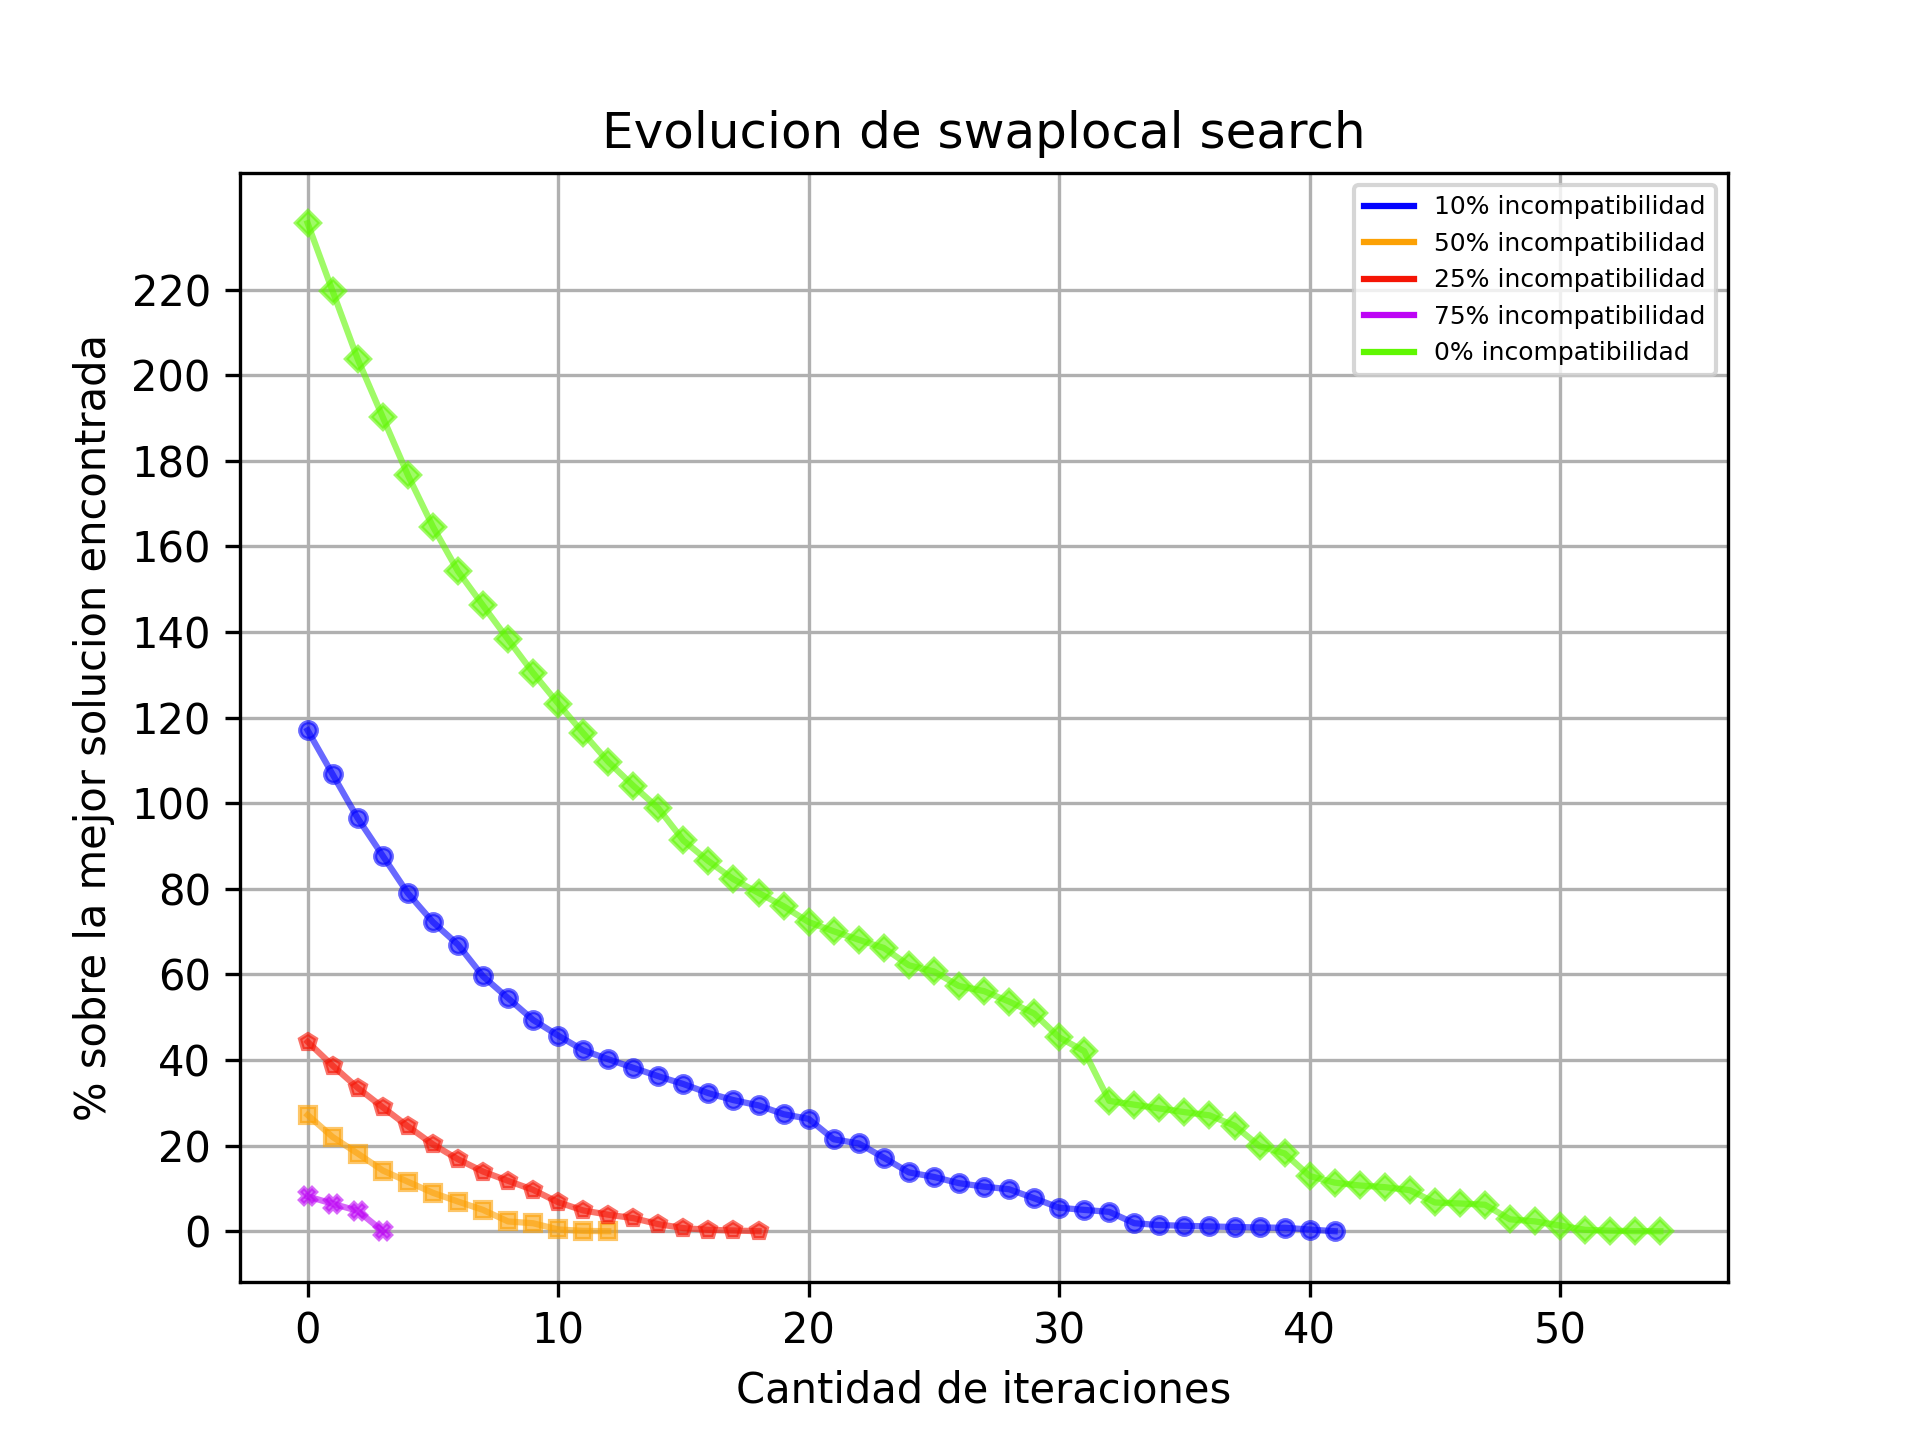 Evolucion de swaplocal search
10% incompatibilidad
50% incompatibilidad
25% incompatibilidad
75% incompatibilidad
0% incompatibilidad
% sobre la mejor solucion encontrada
220
200
180
160
140
120
100
80
60
40
20
0
0 10 20 30 40 50
Cantidad de iteraciones